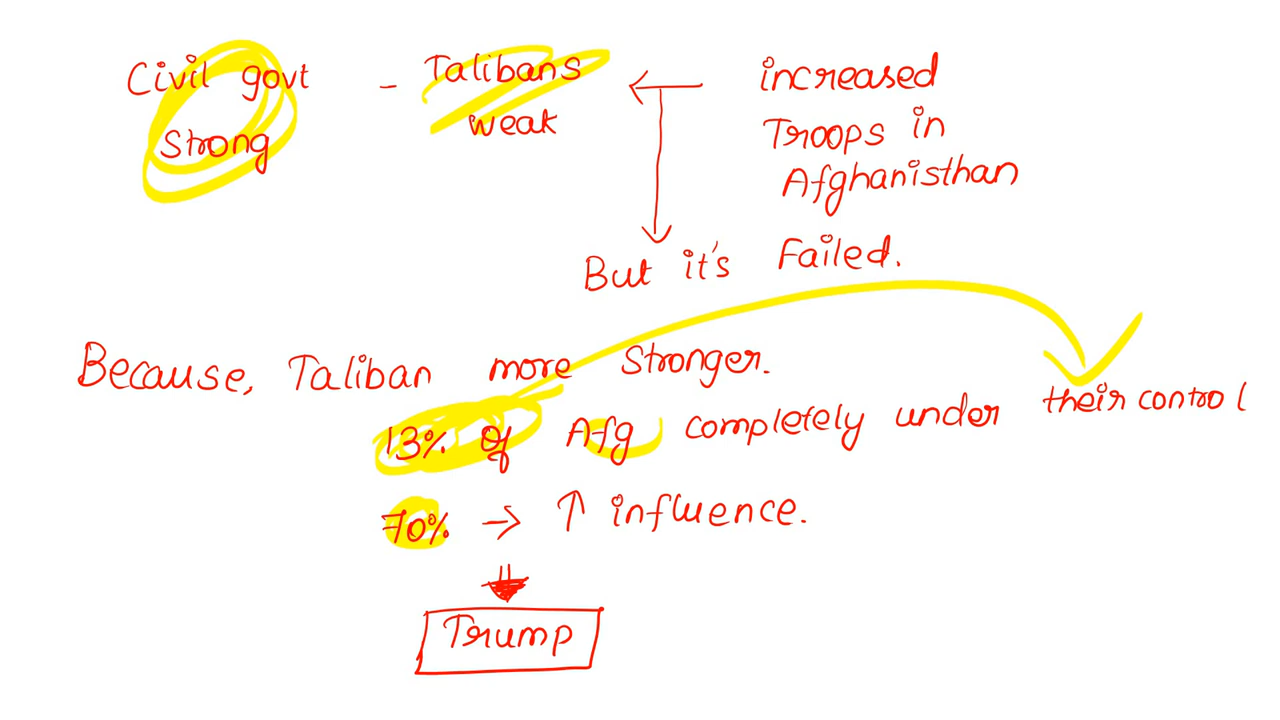 Civil govt - Talibans ← increased
Strong weak Troops in
Afghanisthan
But it's Failed.
Because, Taliban more Stronger.
13% of Afg completely under their control
70% → ↑ influence.
Trump